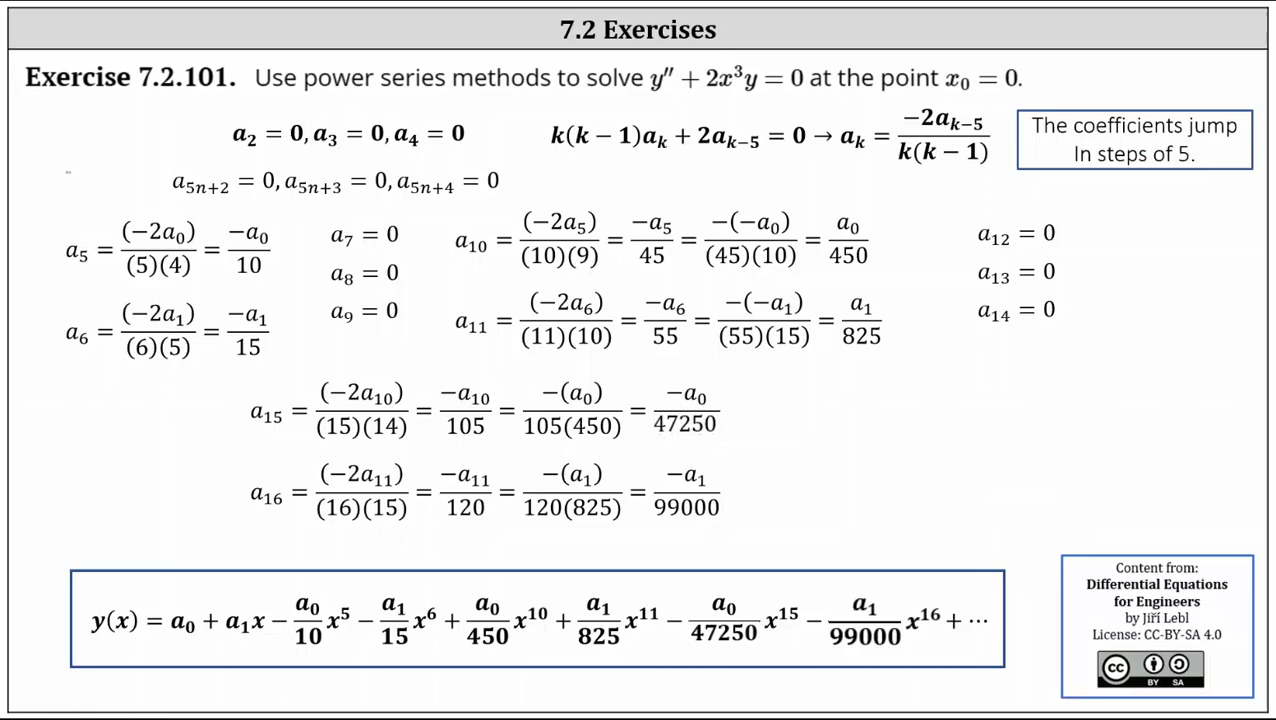 7.2 Exercises
Exercise 7.2.101. Use power series methods to solve y″ + 2x³y = 0 at the point x₀ = 0.
a₂ = 0, a₃ = 0, a₄ = 0
k(k − 1)aₖ + 2aₖ₋₅ = 0 → aₖ = −2aₖ₋₅ / k(k − 1)
The coefficients jump
In steps of 5.
a₅ₙ₊₂ = 0, a₅ₙ₊₃ = 0, a₅ₙ₊₄ = 0
a₅ = (−2a₀) / (5)(4) = −a₀ / 10
a₆ = (−2a₁) / (6)(5) = −a₁ / 15
a₇ = 0
a₈ = 0
a₉ = 0
a₁₀ = (−2a₅) / (10)(9) = −a₅ / 45 = −(−a₀) / (45)(10) = a₀ / 450
a₁₁ = (−2a₆) / (11)(10) = −a₆ / 55 = −(−a₁) / (55)(15) = a₁ / 825
a₁₂ = 0
a₁₃ = 0
a₁₄ = 0
a₁₅ = (−2a₁₀) / (15)(14) = −a₁₀ / 105 = −(a₀) / 105(450) = −a₀ / 47250
a₁₆ = (−2a₁₁) / (16)(15) = −a₁₁ / 120 = −(a₁) / 120(825) = −a₁ / 99000
y(x) = a₀ + a₁x − a₀/10 x⁵ − a₁/15 x⁶ + a₀/450 x¹⁰ + a₁/825 x¹¹ − a₀/47250 x¹⁵ − a₁/99000 x¹⁶ + ⋯
Content from:
Differential Equations
for Engineers
by Jiří Lebl
License: CC-BY-SA 4.0
cc
BY SA